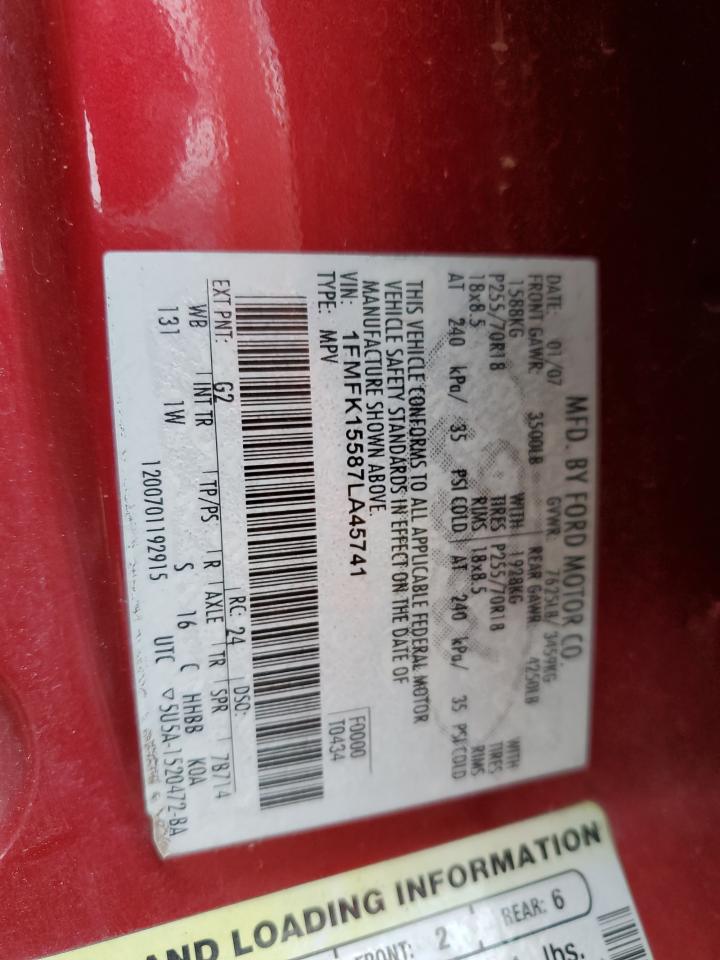 MFD. BY FORD MOTOR CO.
DATE: 01/07 GVWR: 7625LB/ 3459KG
FRONT GAWR: 3500LB REAR GAWR: 4250LB
1588KG WITH 1928KG WITH
P255/70R18 TIRES P255/70R18 TIRES
18x8.5 RIMS 18x8.5 RIMS
AT 240 kPa/ 35 PSI COLD AT 240 kPa/ 35 PSI COLD
THIS VEHICLE CONFORMS TO ALL APPLICABLE FEDERAL MOTOR
VEHICLE SAFETY STANDARDS IN EFFECT ON THE DATE OF
MANUFACTURE SHOWN ABOVE.
VIN: 1FMFK15587LA45741 F0000
TYPE: MPV T0434
EXT PNT: G2 RC: 24 DSO:
WB INT TR TP/PS R AXLE TR SPR 7B714
131 1W S 16 C HHBB KOA
1200701192915 UTC 5U5A-1520472-BA
AND LOADING INFORMATION
FRONT: 2 REAR: 6
lbs.